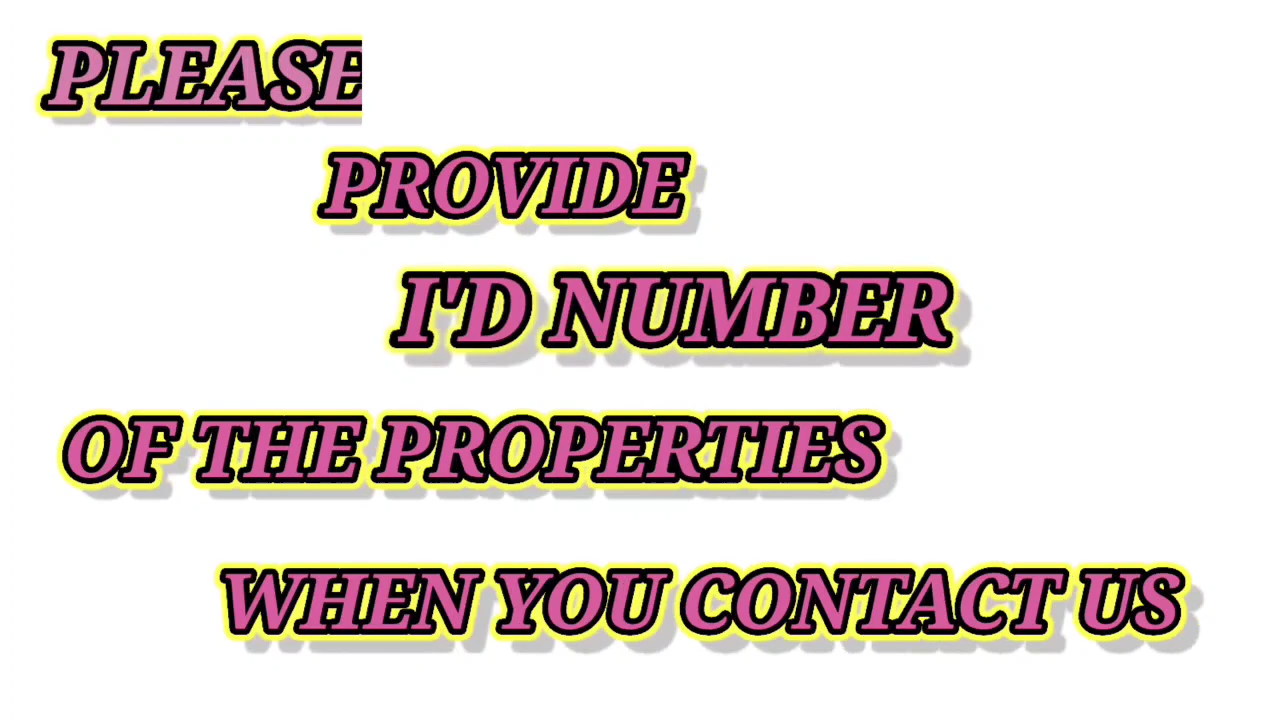 PLEASE
PROVIDE
I'D NUMBER
OF THE PROPERTIES
WHEN YOU CONTACT US